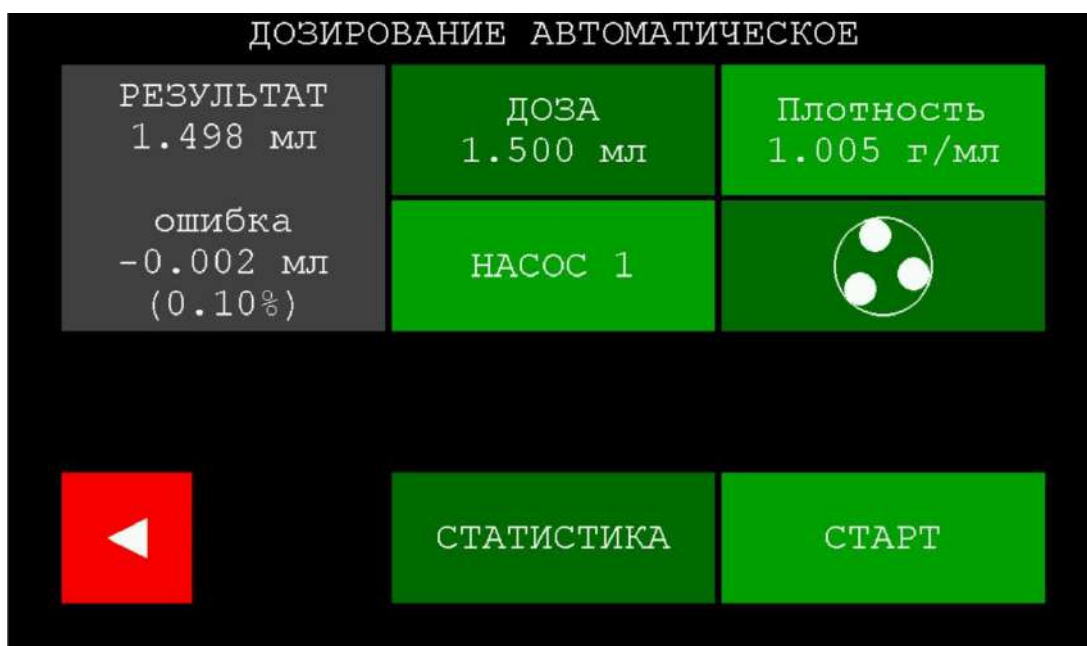 ДОЗИРОВАНИЕ АВТОМАТИЧЕСКОЕ
РЕЗУЛЬТАТ
1.498 мл
ошибка
-0.002 мл
(0.10%)
ДОЗА
1.500 мл
Плотность
1.005 г/мл
НАСОС 1
СТАТИСТИКА
СТАРТ